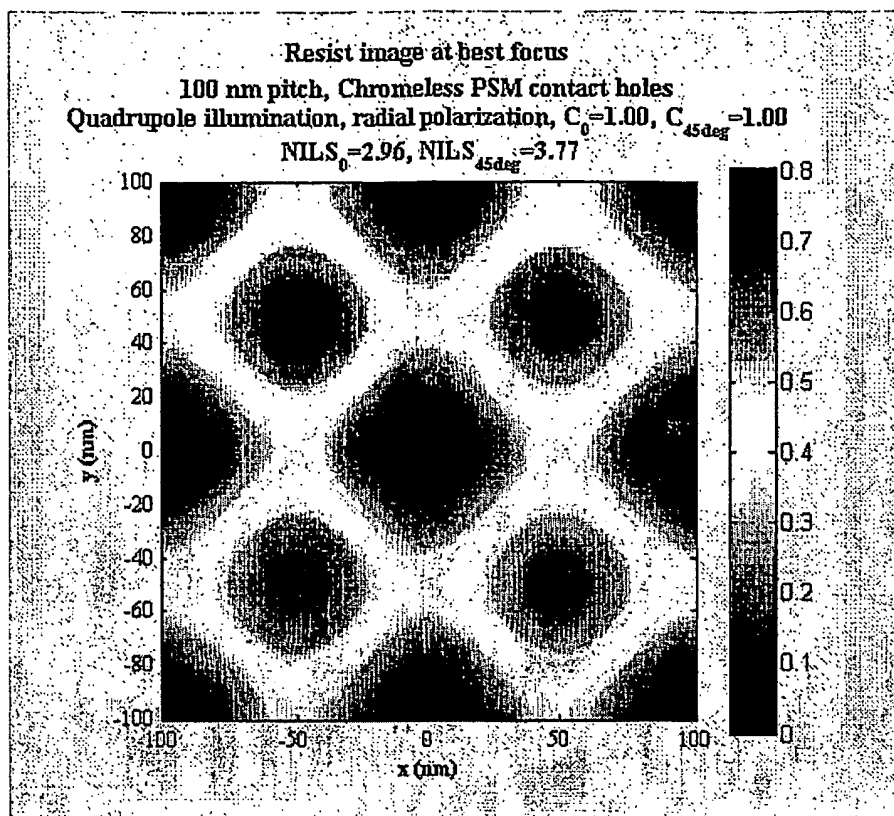 Resist image at best focus
100 nm pitch, Chromeless PSM contact holes
Quadrupole illumination, radial polarization, C0=1.00, C45deg=1.00
NILS0=2.96, NILS45deg=3.77
100
80
60
40
20
0
-20
-40
-60
-80
-100
y (nm)
-100 -50 0 50 100
x (nm)
0.8
0.7
0.6
0.5
0.4
0.3
0.2
0.1
0